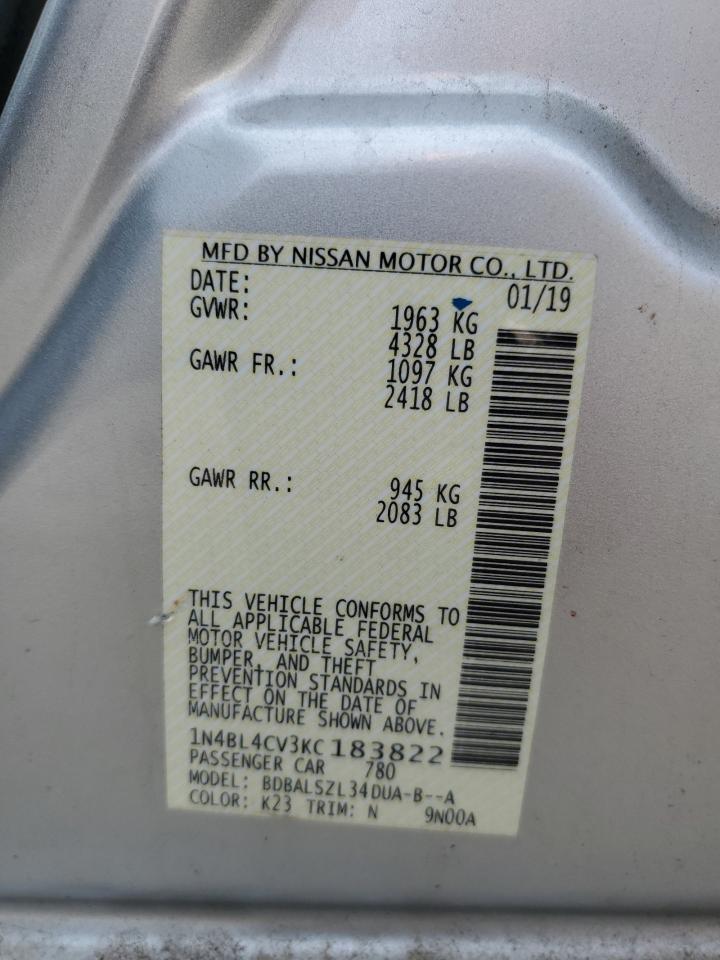 MFD BY NISSAN MOTOR CO., LTD.
DATE: 01/19
GVWR: 1963 KG
4328 LB
GAWR FR.: 1097 KG
2418 LB
GAWR RR.: 945 KG
2083 LB
THIS VEHICLE CONFORMS TO
ALL APPLICABLE FEDERAL
MOTOR VEHICLE SAFETY,
BUMPER, AND THEFT
PREVENTION STANDARDS IN
EFFECT ON THE DATE OF
MANUFACTURE SHOWN ABOVE.
1N4BL4CV3KC183822
PASSENGER CAR 780
MODEL: BDBALSZL34DUA-B--A
COLOR: K23 TRIM: N 9N00A